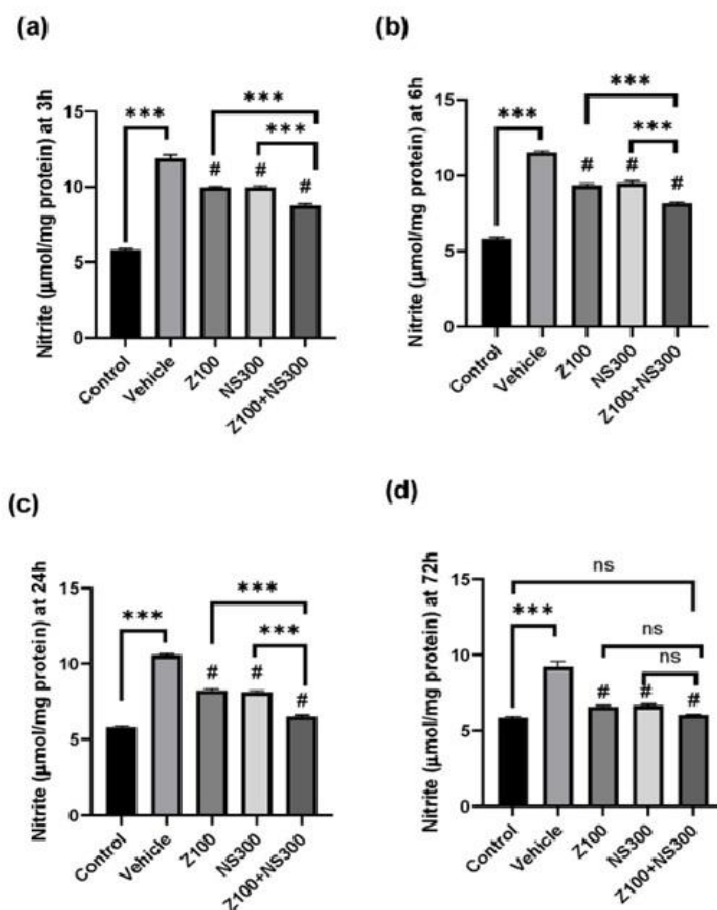 (a)
***
***
***
#
#
#
Nitrite (μmol/mg protein) at 3h
15
10
5
0
Control
Vehicle
Z100
NS300
Z100+NS300
(b)
***
***
***
#
#
#
Nitrite (μmol/mg protein) at 6h
15
10
5
0
Control
Vehicle
Z100
NS300
Z100+NS300
(c)
***
***
***
#
#
#
Nitrite (μmol/mg protein) at 24h
15
10
5
0
Control
Vehicle
Z100
NS300
Z100+NS300
(d)
ns
***
ns
ns
#
#
#
Nitrite (μmol/mg protein) at 72h
15
10
5
0
Control
Vehicle
Z100
NS300
Z100+NS300